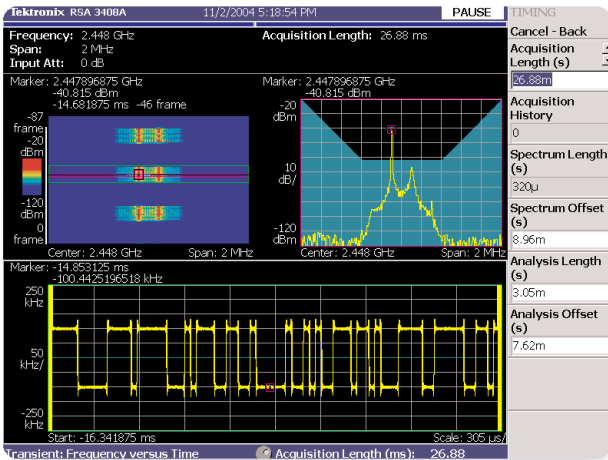 Tektronix RSA 3408A 11/2/2004 5:18:54 PM PAUSE TIMING
Frequency: 2.448 GHz Acquisition Length: 26.88 ms
Span: 2 MHz
Input Att: 0 dB
Marker: 2.447896875 GHz
-40.815 dBm
-14.681875 ms -46 frame
-87
frame
-20
dBm
-120
dBm
0
frame
Center: 2.448 GHz Span: 2 MHz
Marker: 2.447896875 GHz
-40.815 dBm
-20
dBm
10
dB/
-120
dBm
Center: 2.448 GHz Span: 2 MHz
Marker: -14.853125 ms
-100.4425196518 kHz
250
kHz
50
kHz/
-250
kHz
Start: -16.341875 ms Scale: 305 µs/
Transient: Frequency versus Time Acquisition Length (ms): 26.88
Cancel - Back
Acquisition
Length (s)
26.88m
Acquisition
History
0
Spectrum Length
(s)
320µ
Spectrum Offset
(s)
8.96m
Analysis Length
(s)
3.05m
Analysis Offset
(s)
7.62m